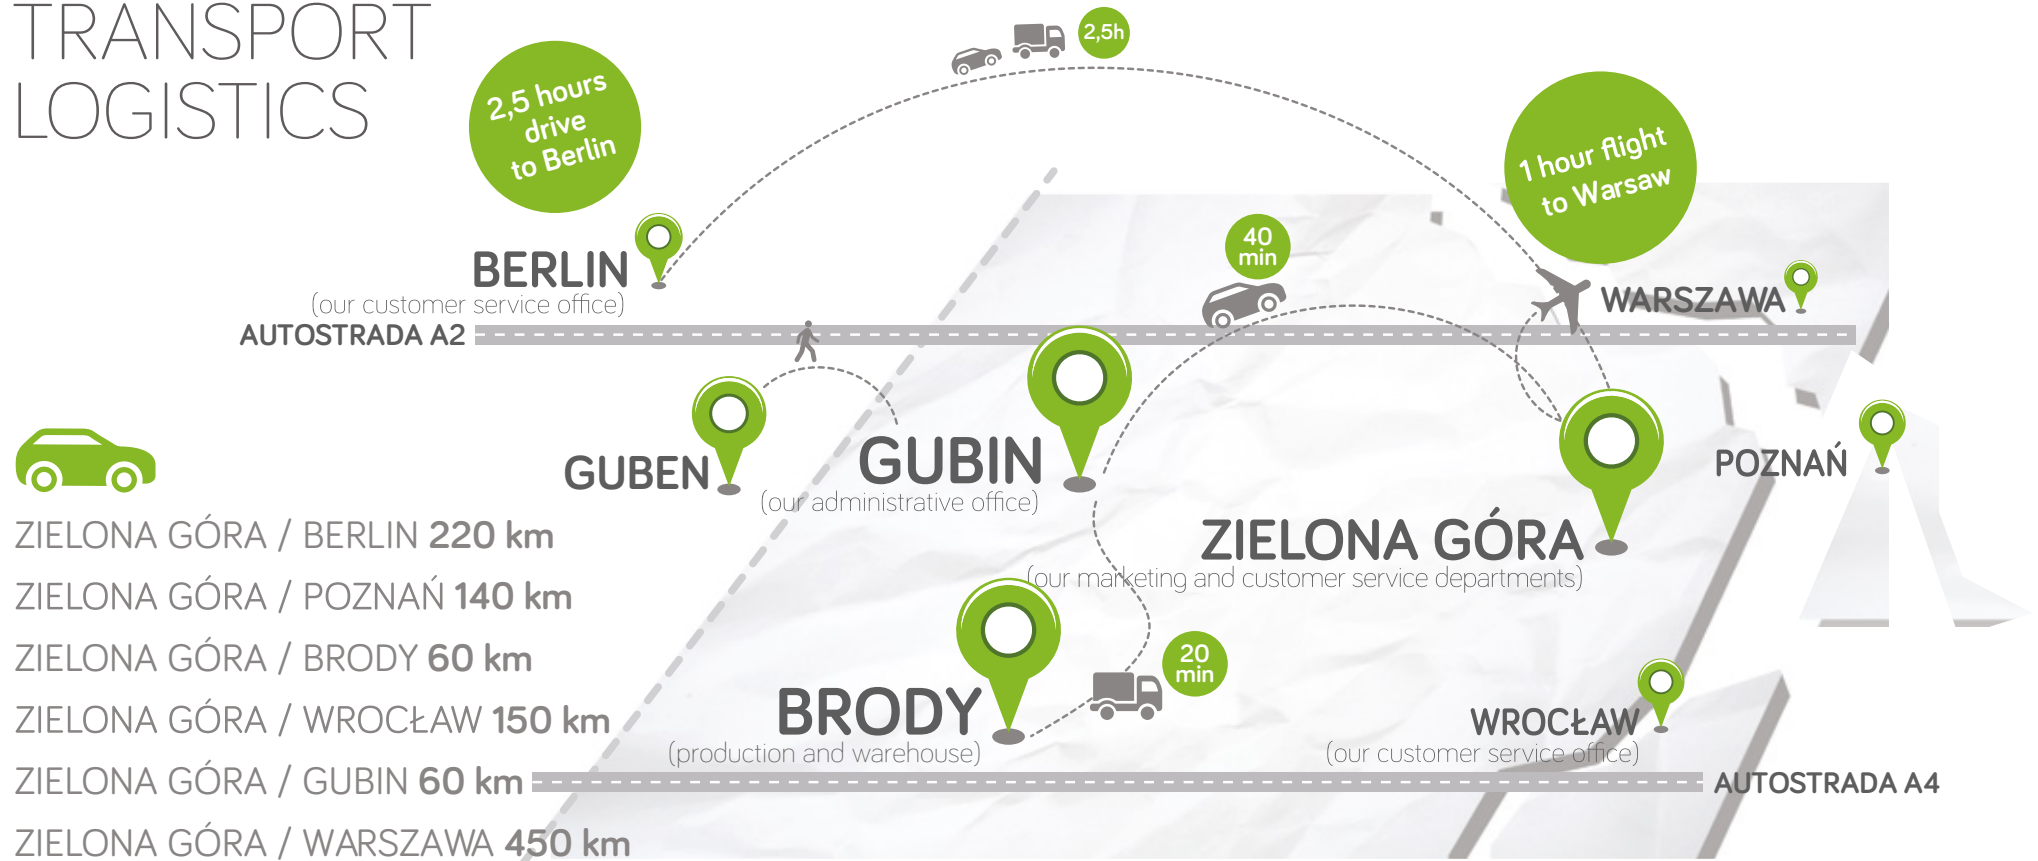 TRANSPORT
LOGISTICS
2,5h
2,5 hours
drive
to Berlin
1 hour flight
to Warsaw
40
min
BERLIN
(our customer service office)
WARSZAWA
AUTOSTRADA A2
GUBEN
GUBIN
(our administrative office)
POZNAŃ
ZIELONA GÓRA
(our marketing and customer service departments)
ZIELONA GÓRA / BERLIN 220 km
ZIELONA GÓRA / POZNAŃ 140 km
ZIELONA GÓRA / BRODY 60 km
ZIELONA GÓRA / WROCŁAW 150 km
ZIELONA GÓRA / GUBIN 60 km
ZIELONA GÓRA / WARSZAWA 450 km
20
min
BRODY
(production and warehouse)
WROCŁAW
(our customer service office)
AUTOSTRADA A4